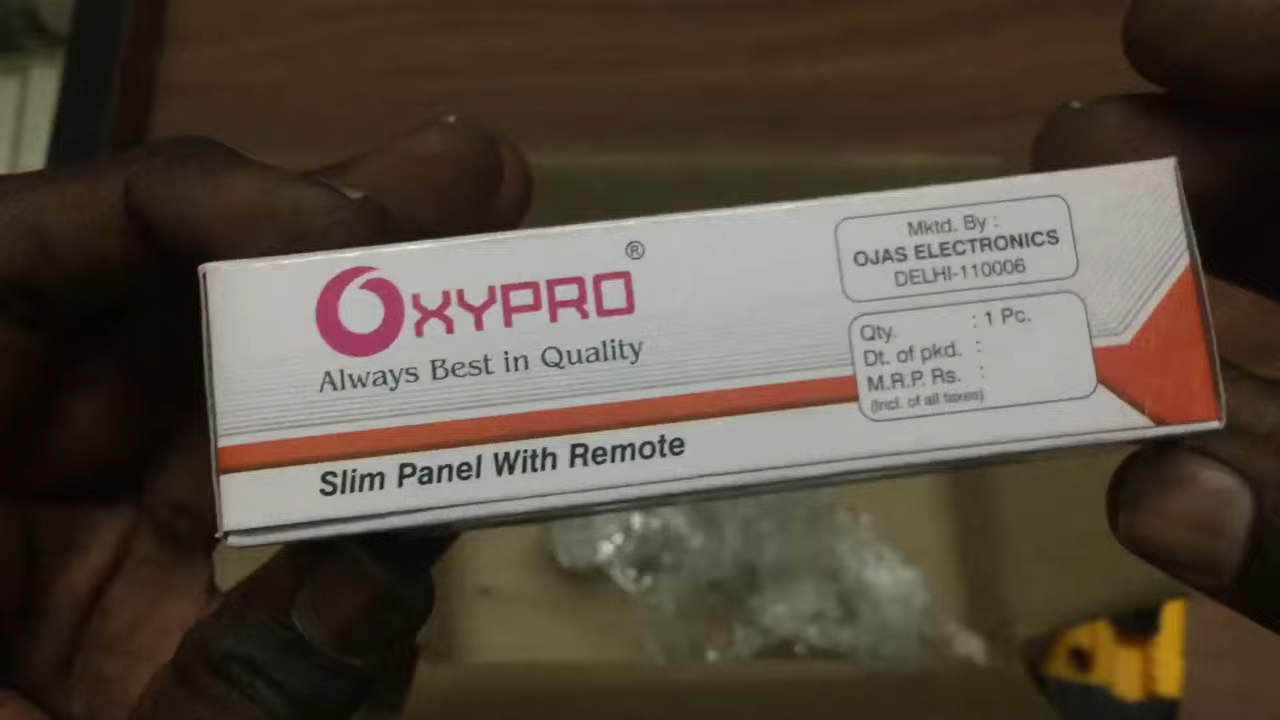 OXYPRO ®
Always Best in Quality
Slim Panel With Remote
Mktd. By :
OJAS ELECTRONICS
DELHI-110006
Qty. : 1 Pc.
Dt. of pkd. :
M.R.P. Rs. :
(Incl. of all taxes)